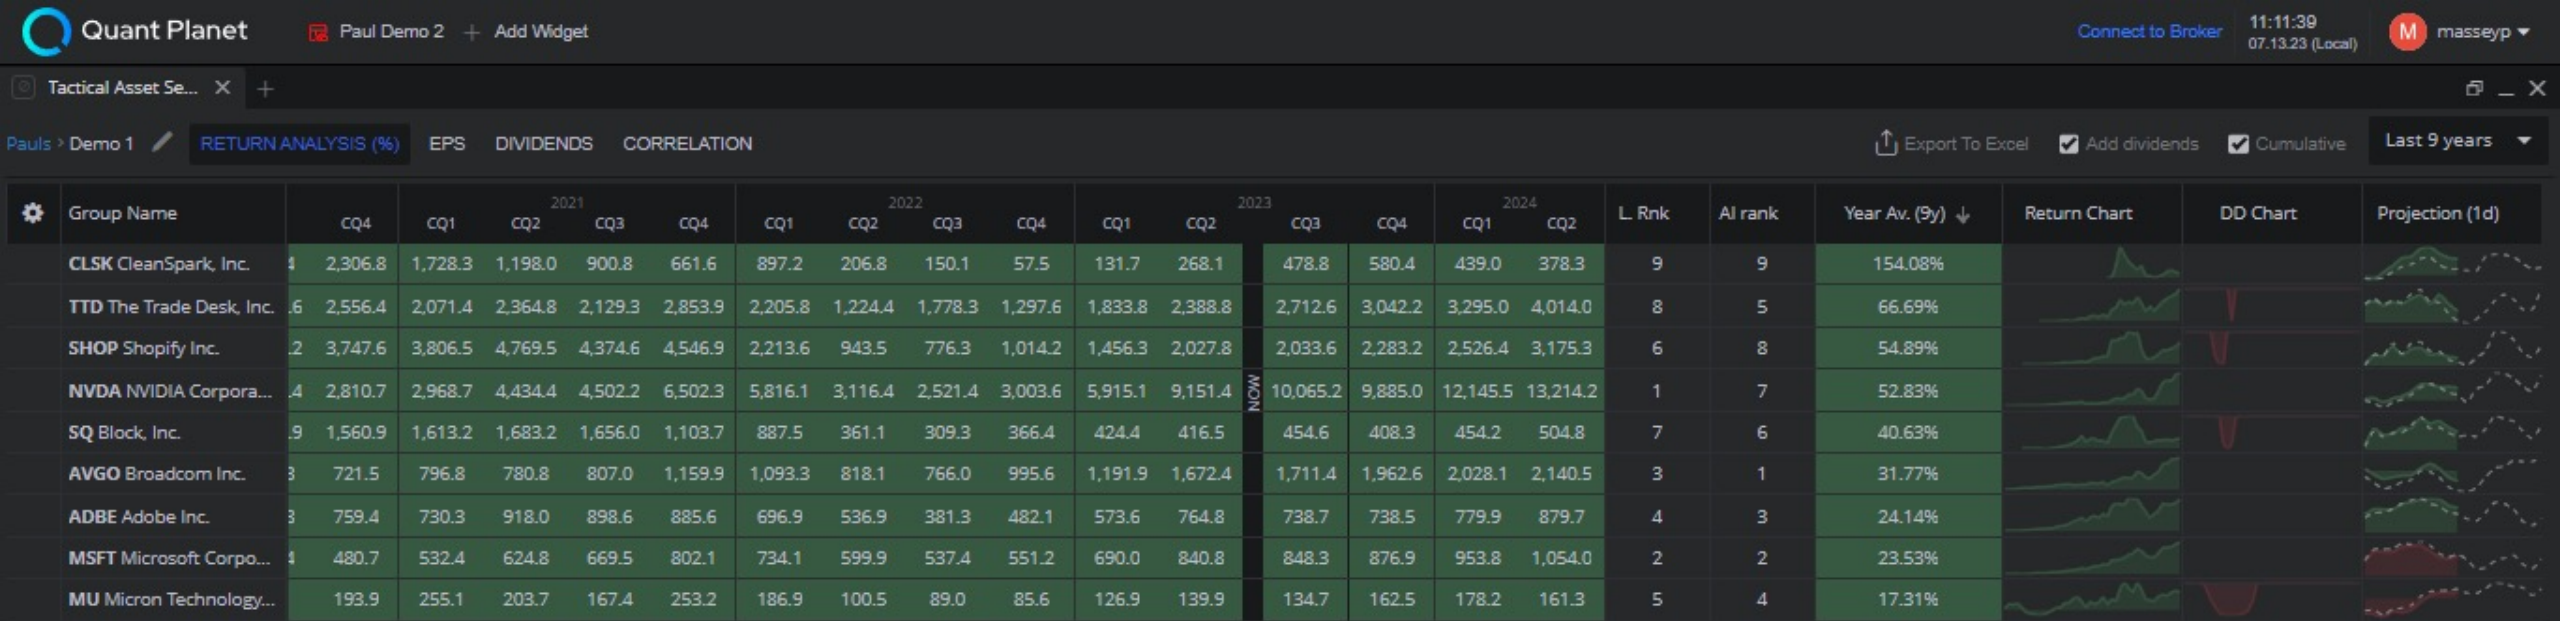 Quant Planet Paul Demo 2 + Add Widget Connect to Broker 11:11:39 M masseyp
07.13.23 (Local)
Tactical Asset Se...
Pauls > Demo 1 RETURN ANALYSIS (%) EPS DIVIDENDS CORRELATION Export To Excel Add dividends Cumulative Last 9 years
2021 2022 2023 2024
Group Name CQ4 CQ1 CQ2 CQ3 CQ4 CQ1 CQ2 CQ3 CQ4 CQ1 CQ2 CQ3 CQ4 CQ1 CQ2 L. Rnk AI rank Year Av. (9y) Return Chart DD Chart Projection (1d)
CLSK CleanSpark, Inc. 4 2,306.8 1,728.3 1,198.0 900.8 661.6 897.2 206.8 150.1 57.5 131.7 268.1 478.8 580.4 439.0 378.3 9 9 154.08%
TTD The Trade Desk, Inc. .6 2,556.4 2,071.4 2,364.8 2,129.3 2,853.9 2,205.8 1,224.4 1,778.3 1,297.6 1,833.8 2,388.8 2,712.6 3,042.2 3,295.0 4,014.0 8 5 66.69%
SHOP Shopify Inc. .2 3,747.6 3,806.5 4,769.5 4,374.6 4,546.9 2,213.6 943.5 776.3 1,014.2 1,456.3 2,027.8 2,033.6 2,283.2 2,526.4 3,175.3 6 8 54.89%
NVDA NVIDIA Corpora... .4 2,810.7 2,968.7 4,434.4 4,502.2 6,502.3 5,816.1 3,116.4 2,521.4 3,003.6 5,915.1 9,151.4 NOW 10,065.2 9,885.0 12,145.5 13,214.2 1 7 52.83%
SQ Block, Inc. .9 1,560.9 1,613.2 1,683.2 1,656.0 1,103.7 887.5 361.1 309.3 366.4 424.4 416.5 454.6 408.3 454.2 504.8 7 6 40.63%
AVGO Broadcom Inc. 3 721.5 796.8 780.8 807.0 1,159.9 1,093.3 818.1 766.0 995.6 1,191.9 1,672.4 1,711.4 1,962.6 2,028.1 2,140.5 3 1 31.77%
ADBE Adobe Inc. 3 759.4 730.3 918.0 898.6 885.6 696.9 536.9 381.3 482.1 573.6 764.8 738.7 738.5 779.9 879.7 4 3 24.14%
MSFT Microsoft Corpo... 4 480.7 532.4 624.8 669.5 802.1 734.1 599.9 537.4 551.2 690.0 840.8 848.3 876.9 953.8 1,054.0 2 2 23.53%
MU Micron Technology... 193.9 255.1 203.7 167.4 253.2 186.9 100.5 89.0 85.6 126.9 139.9 134.7 162.5 178.2 161.3 5 4 17.31%